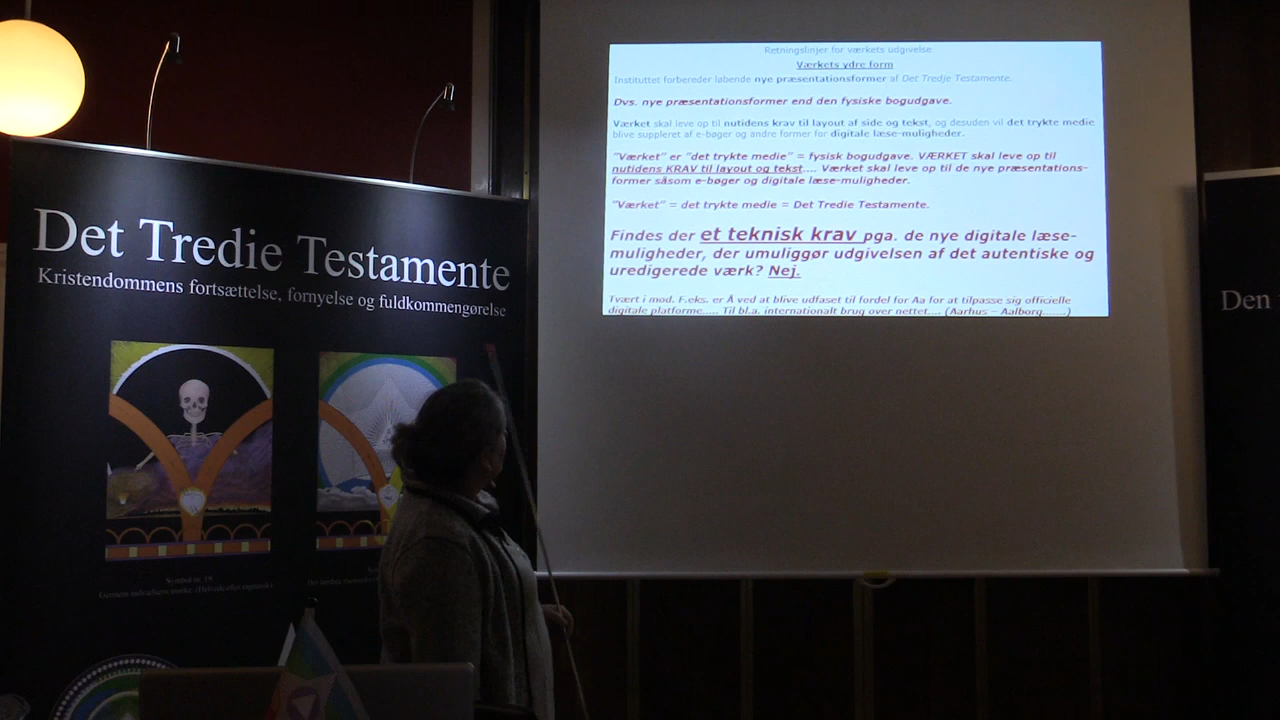 Det Tredie Testamente
Kristendommens fortsættelse, fornyelse og fuldkommengørelse
Symbol nr. 19
Retningslinjer for værkets udgivelse
Værkets ydre form
Instituttet forbereder løbende nye præsentationsformer af Det Tredje Testamente.
Dvs. nye præsentationsformer end den fysiske bogudgave.
Værket skal leve op til nutidens krav til layout af side og tekst, og desuden vil det trykte medie
blive suppleret af e-bøger og andre former for digitale læse-muligheder.
"Værket" er "det trykte medie" = fysisk bogudgave. VÆRKET skal leve op til
nutidens KRAV til layout og tekst.... Værket skal leve op til de nye præsentations-
former såsom e-bøger og digitale læse-muligheder.
"Værket" = det trykte medie = Det Tredie Testamente.
Findes der et teknisk krav pga. de nye digitale læse-
muligheder, der umuliggør udgivelsen af det autentiske og
uredigerede værk? Nej.
Tvært i mod. F.eks. er Å ved at blive udfaset til fordel for Aa for at tilpasse sig officielle
digitale platforme..... Til bl.a. internationalt brug over nettet.... (Aarhus – Aalborg.......)
Den